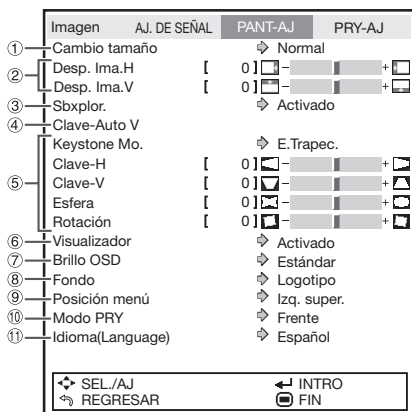 Imagen AJ. DE SEÑAL PANT-AJ PRY-AJ
① Cambio tamaño Normal
② Desp. Ima.H [ 0 ] - +
Desp. Ima.V [ 0 ] - +
③ Sbxplor. Activado
④ Clave-Auto V
⑤ Keystone Mo. E.Trapec.
Clave-H [ 0 ] - +
Clave-V [ 0 ] - +
Esfera [ 0 ] - +
Rotación [ 0 ] - +
⑥ Visualizador Activado
⑦ Brillo OSD Estándar
⑧ Fondo Logotipo
⑨ Posición menú Izq. super.
⑩ Modo PRY Frente
⑪ Idioma(Language) Español
SEL./AJ INTRO
REGRESAR FIN